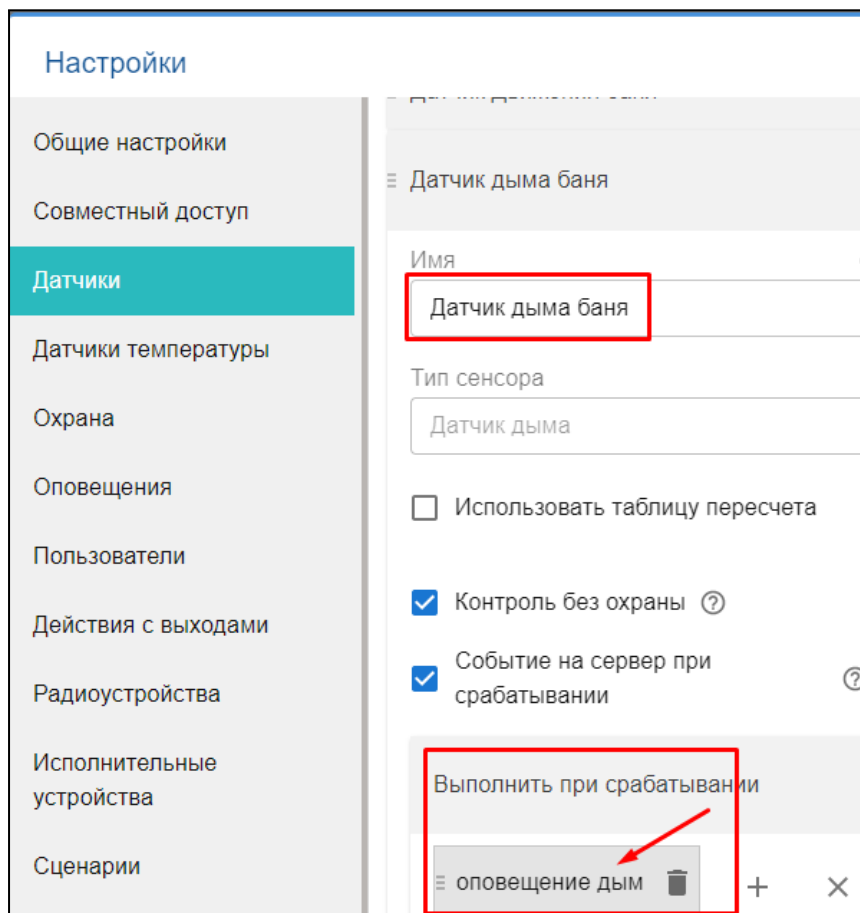 Настройки
Общие настройки
Совместный доступ
Датчики
Датчики температуры
Охрана
Оповещения
Пользователи
Действия с выходами
Радиоустройства
Исполнительные
устройства
Сценарии
Датчик дыма баня
Имя
Датчик дыма баня
Тип сенсора
Датчик дыма
Использовать таблицу пересчета
Контроль без охраны
Событие на сервер при
срабатывании
Выполнить при срабатывании
оповещение дым